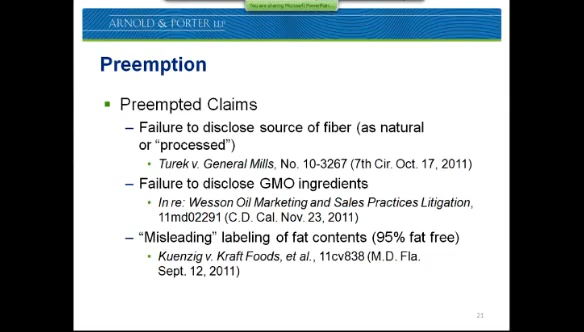 You are sharing Microsoft PowerPoin...
ARNOLD & PORTER LLP
Preemption
Preempted Claims
– Failure to disclose source of fiber (as natural
or “processed”)
• Turek v. General Mills, No. 10-3267 (7th Cir. Oct. 17, 2011)
– Failure to disclose GMO ingredients
• In re: Wesson Oil Marketing and Sales Practices Litigation,
11md02291 (C.D. Cal. Nov. 23, 2011)
– “Misleading” labeling of fat contents (95% fat free)
• Kuenzig v. Kraft Foods, et al., 11cv838 (M.D. Fla.
Sept. 12, 2011)
21